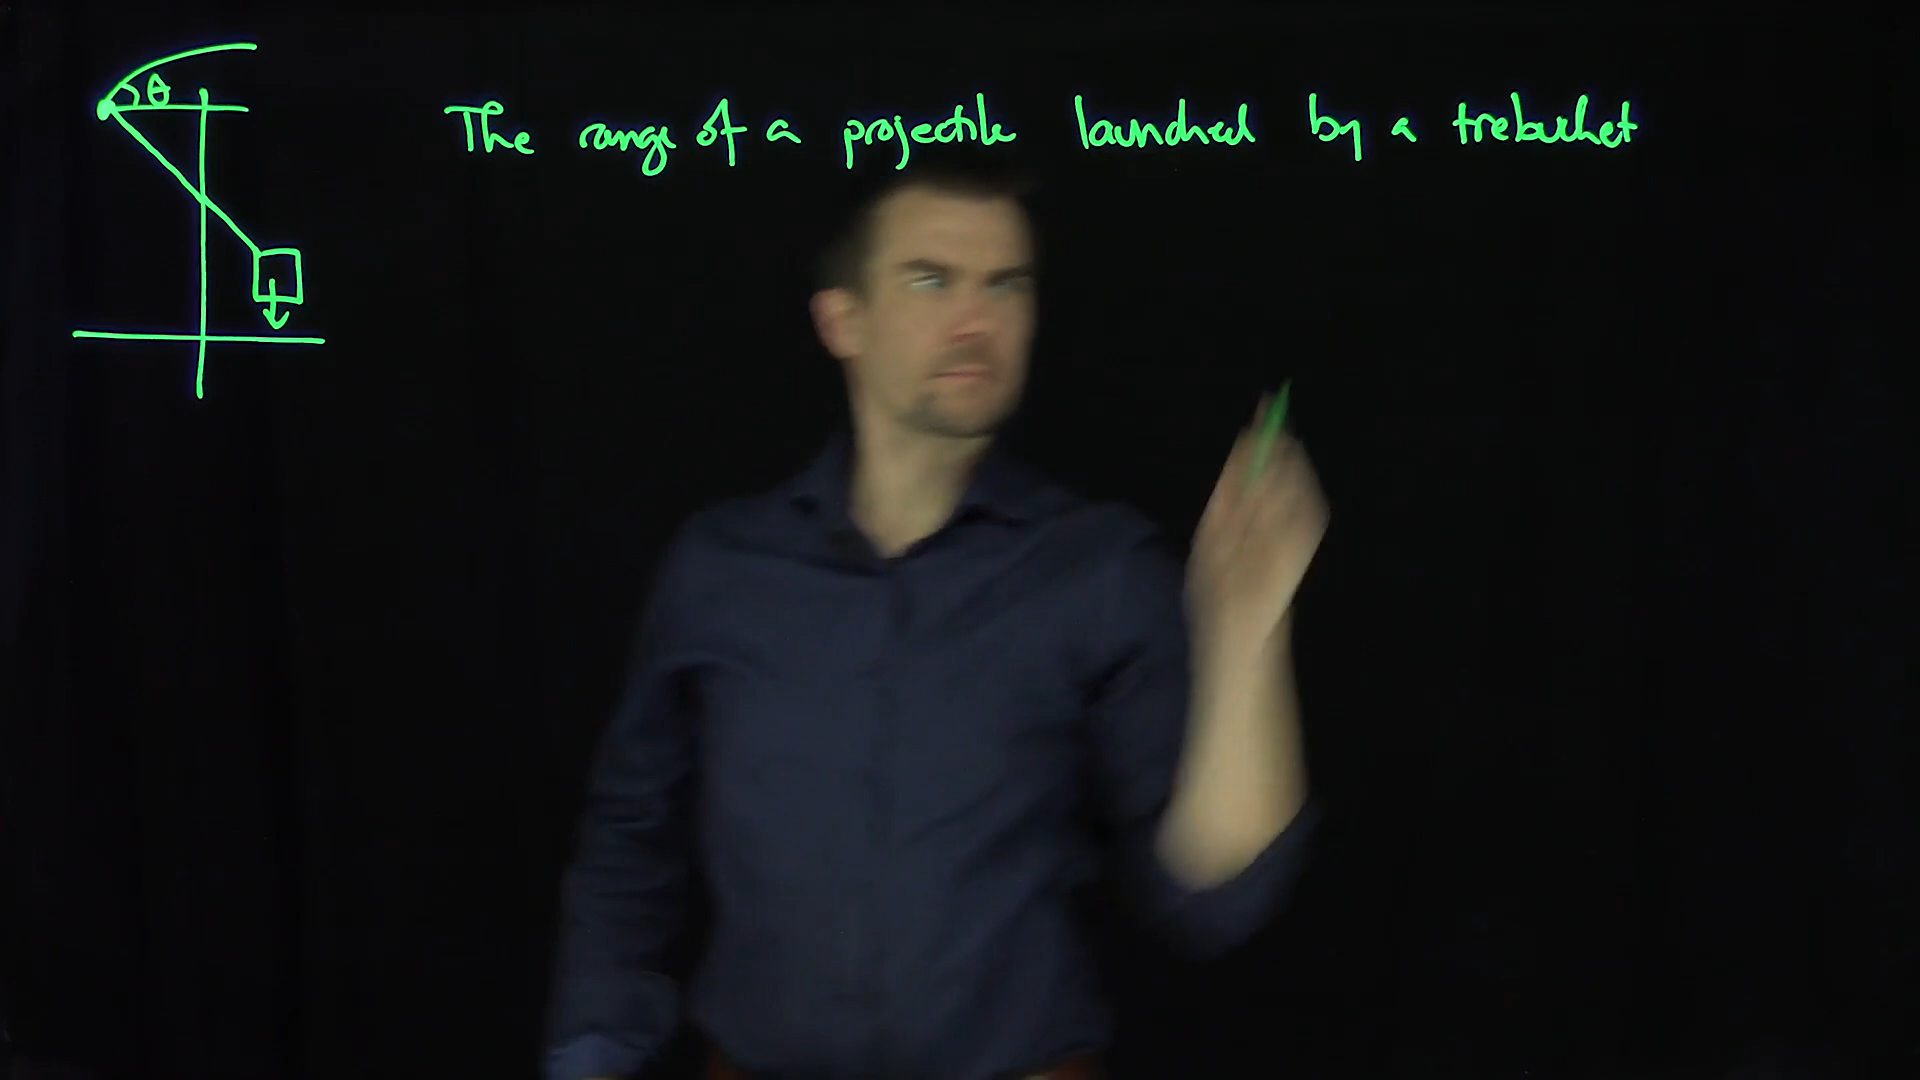 θ
The range of a projectile launched by a trebuchet